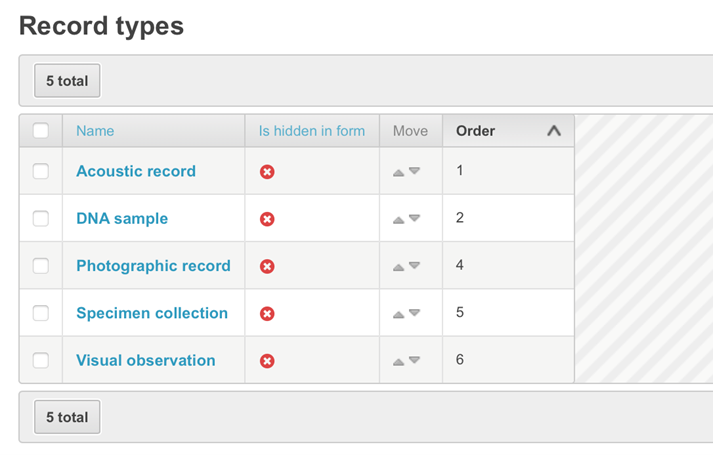 Record types
5 total
Name Is hidden in form Move Order
Acoustic record 1
DNA sample 2
Photographic record 4
Specimen collection 5
Visual observation 6
5 total